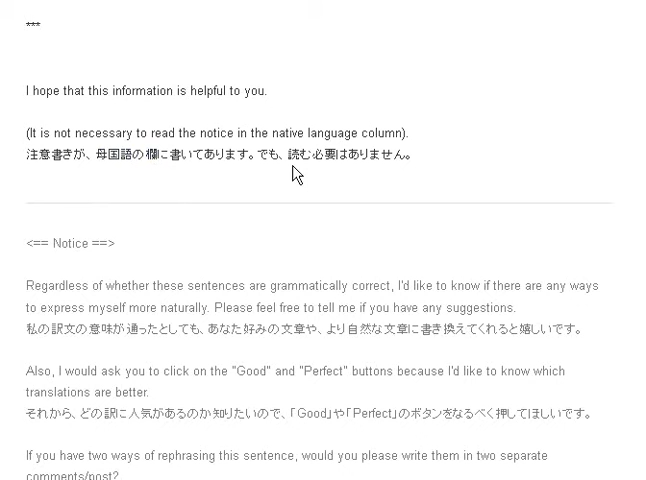 ***
I hope that this information is helpful to you.
(It is not necessary to read the notice in the native language column).
注意書きが、母国語の欄に書いてあります。でも、読む必要はありません。
<== Notice ==>
Regardless of whether these sentences are grammatically correct, I'd like to know if there are any ways
to express myself more naturally. Please feel free to tell me if you have any suggestions.
私の訳文の意味が通ったとしても、あなた好みの文章や、より自然な文章に書き換えてくれると嬉しいです。
Also, I would ask you to click on the "Good" and "Perfect" buttons because I'd like to know which
translations are better.
それから、どの訳に人気があるのか知りたいので、「Good」や「Perfect」のボタンをなるべく押してほしいです。
If you have two ways of rephrasing this sentence, would you please write them in two separate
comments/post?